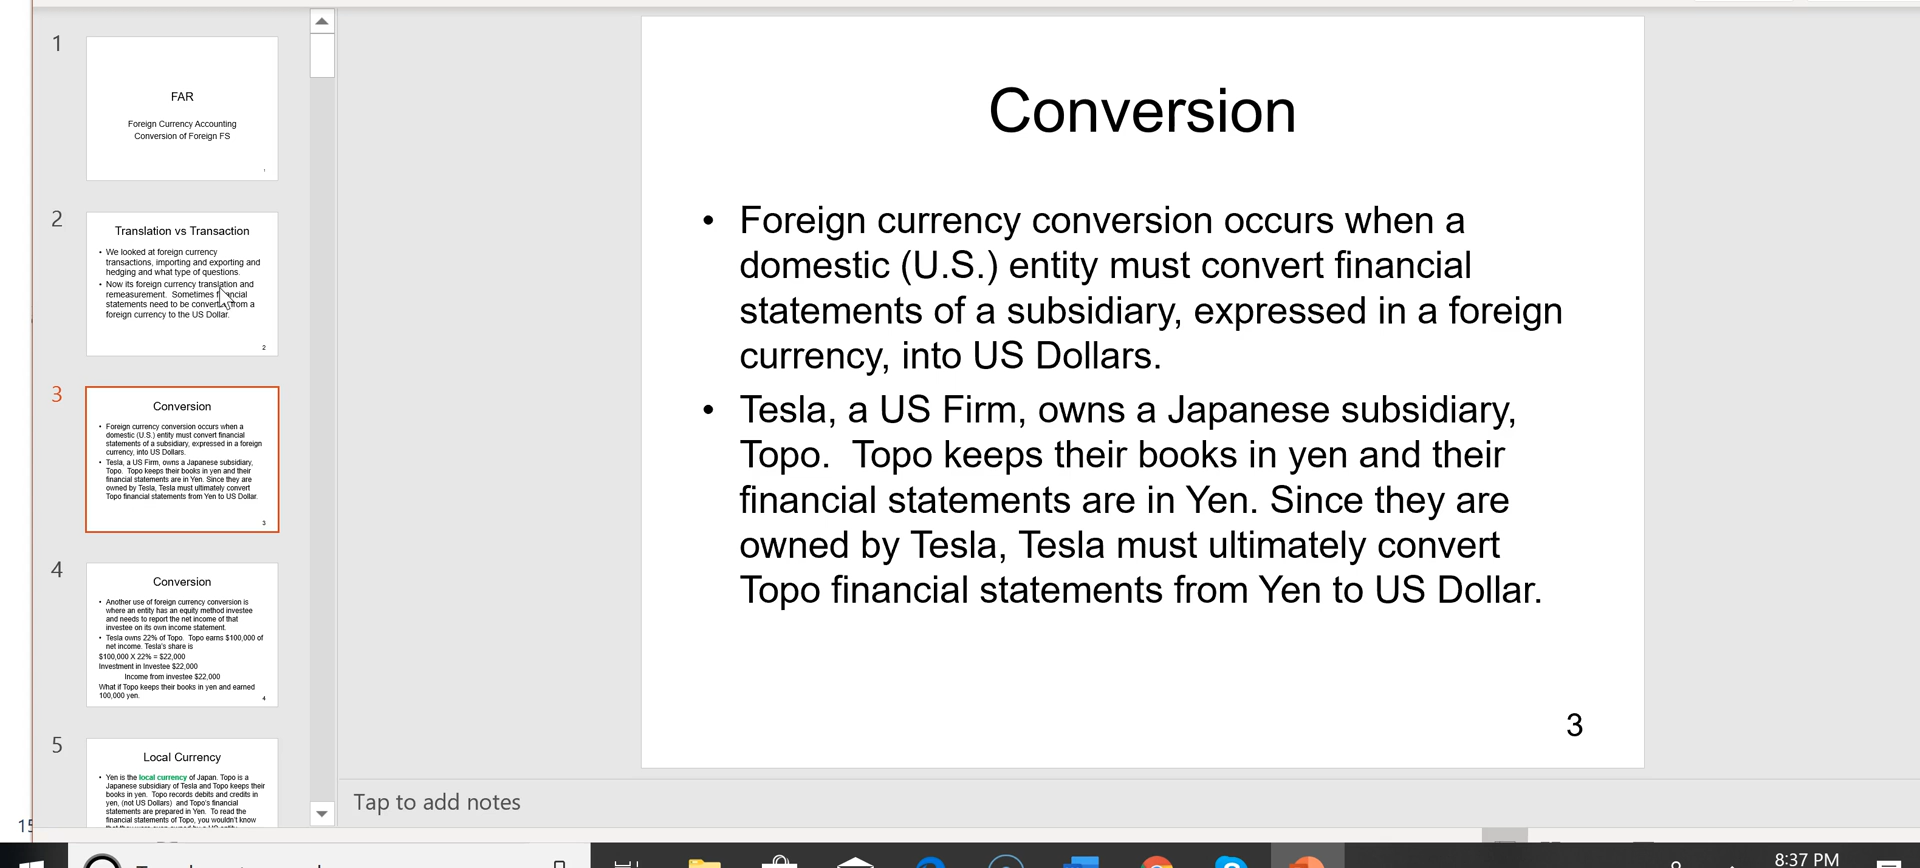 1
FAR
Foreign Currency Accounting
Conversion of Foreign FS
1
2
Translation vs Transaction
• We looked at foreign currency
transactions, importing and exporting and
hedging and what type of questions.
• Now its foreign currency translation and
remeasurement. Sometimes
statements need to be from a
foreign currency to the US Dollar.
2
3
Conversion
• Foreign currency conversion occurs when a
domestic (U.S.) entity must convert financial
statements of a subsidiary, expressed in a foreign
currency, into US Dollars.
• Tesla, a US Firm, owns a Japanese subsidiary,
Topo. Topo keeps their books in yen and their
financial statements are in Yen. Since they are
owned by Tesla, Tesla must ultimately convert
Topo financial statements from Yen to US Dollar.
3
4
Conversion
• Another use of foreign currency conversion is
where an entity has an equity method investee
and needs to report the net income of that
investee on its own income statement.
• Tesla owns 22% of Topo. Topo earns $100,000 of
net income. Tesla's share is
$100,000 X 22% = $22,000
Investment in Investee $22,000
Income from investee $22,000
What if Topo keeps their books in yen and earned
100,000 yen.
4
5
Local Currency
• Yen is the local currency of Japan. Topo is a
Japanese subsidiary of Tesla and Topo keeps their
books in yen. Topo records debits and credits in
yen, (not US Dollars) and Topo's financial
statements are prepared in Yen. To read the
financial statements of Topo, you wouldn't know
Conversion
• Foreign currency conversion occurs when a
domestic (U.S.) entity must convert financial
statements of a subsidiary, expressed in a foreign
currency, into US Dollars.
• Tesla, a US Firm, owns a Japanese subsidiary,
Topo. Topo keeps their books in yen and their
financial statements are in Yen. Since they are
owned by Tesla, Tesla must ultimately convert
Topo financial statements from Yen to US Dollar.
3
Tap to add notes
8:37 PM